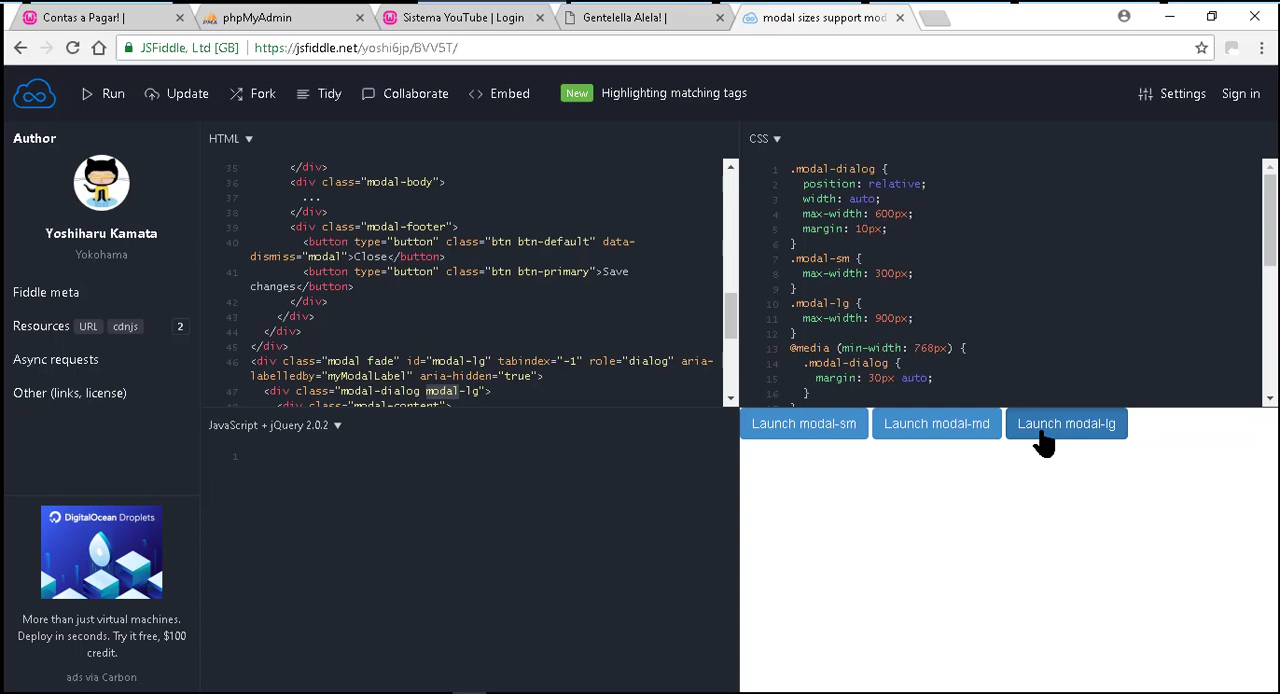 Contas a Pagar! |
phpMyAdmin
Sistema YouTube | Login
Gentelella Alela! |
modal sizes support mod
JSFiddle, Ltd [GB]
https://jsfiddle.net/yoshi6jp/BVV5T/
Run
Update
Fork
Tidy
Collaborate
Embed
New
Highlighting matching tags
Settings
Sign in
Author
Yoshiharu Kamata
Yokohama
Fiddle meta
Resources URL cdnjs 2
Async requests
Other (links, license)
DigitalOcean Droplets
More than just virtual machines.
Deploy in seconds. Try it free, $100
credit.
ads via Carbon
HTML
35 </div>
36 <div class="modal-body">
37 ...
38 </div>
39 <div class="modal-footer">
40 <button type="button" class="btn btn-default" data-
dismiss="modal">Close</button>
41 <button type="button" class="btn btn-primary">Save
changes</button>
42 </div>
43 </div>
44 </div>
45 </div>
46 <div class="modal fade" id="modal-lg" tabindex="-1" role="dialog" aria-
labelledby="myModalLabel" aria-hidden="true">
47 <div class="modal-dialog modal-lg">
48 <div class="modal-content">
CSS
1 .modal-dialog {
2 position: relative;
3 width: auto;
4 max-width: 600px;
5 margin: 10px;
6 }
7 .modal-sm {
8 max-width: 300px;
9 }
10 .modal-lg {
11 max-width: 900px;
12 }
13 @media (min-width: 768px) {
14 .modal-dialog {
15 margin: 30px auto;
16 }
JavaScript + jQuery 2.0.2
1
Launch modal-sm
Launch modal-md
Launch modal-lg